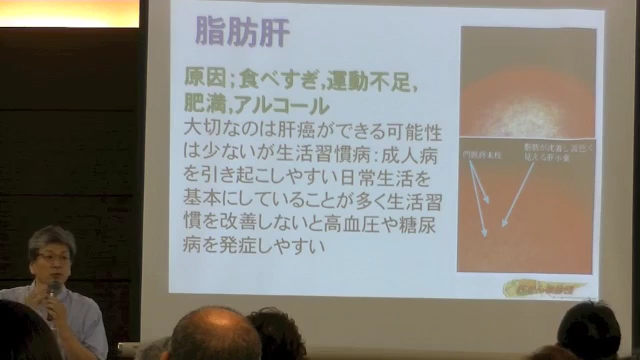 脂肪肝
原因;食べすぎ,運動不足,
肥満,アルコール
大切なのは肝癌ができる可能性
は少ないが生活習慣病:成人病
を引き起こしやすい日常生活を
基本にしていることが多く生活習
慣を改善しないと高血圧や糖尿
病を発症しやすい